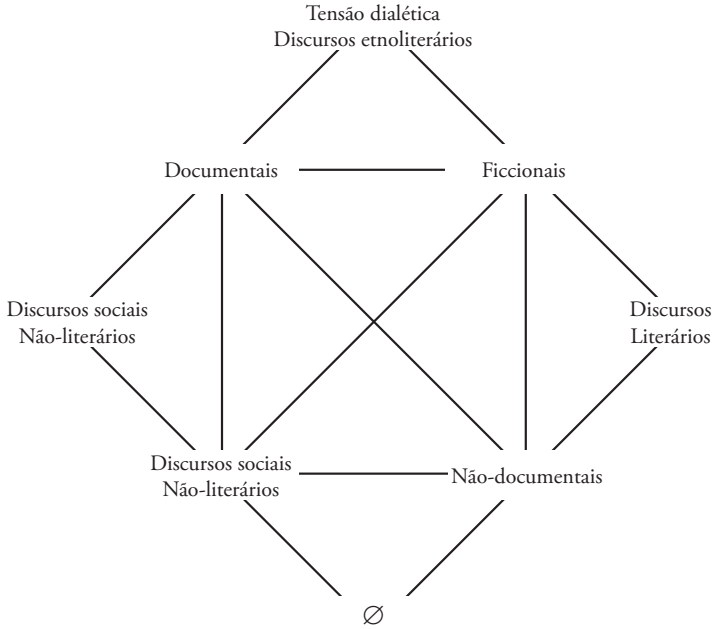 Tensão dialética
Discursos etnoliterários
Documentais
Ficcionais
Discursos sociais
Não-literários
Discursos
Literários
Discursos sociais
Não-literários
Não-documentais
∅